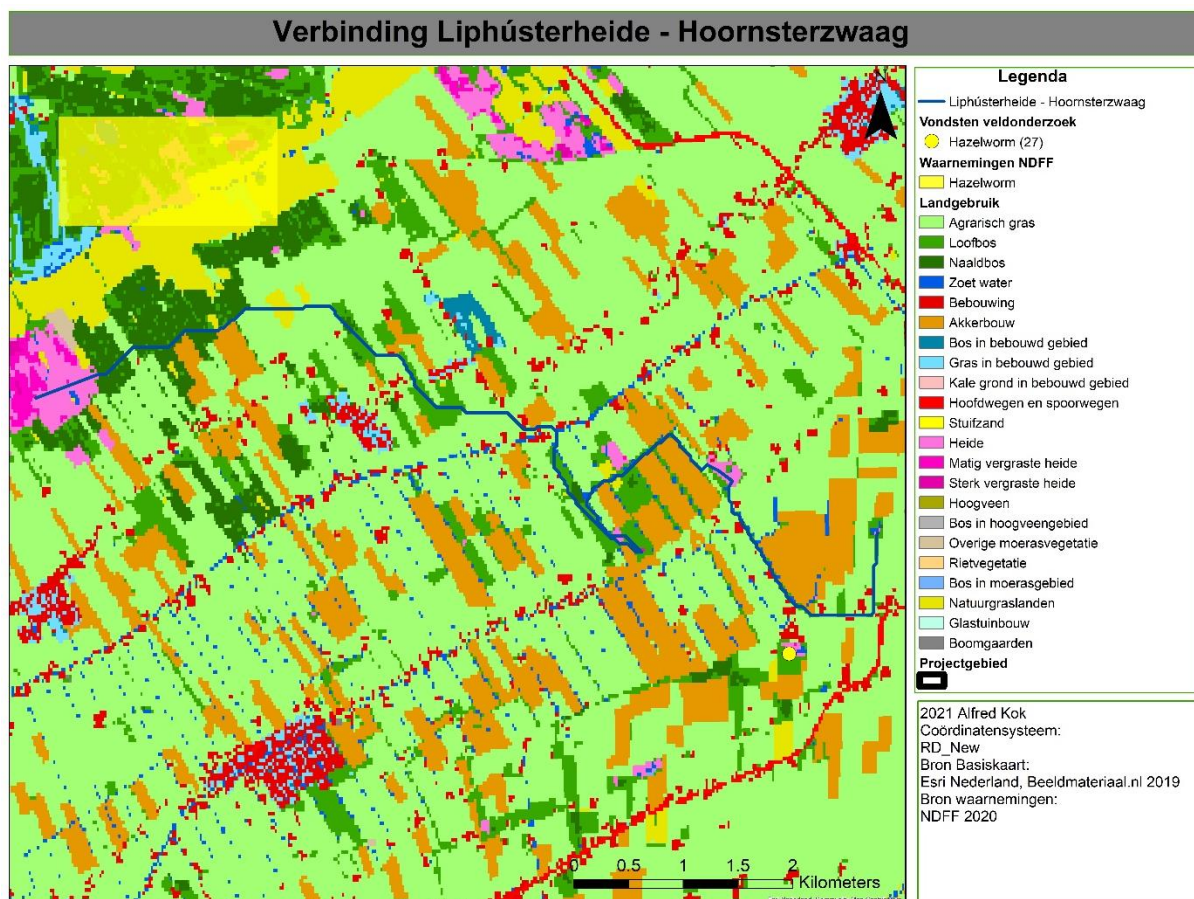 Verbinding Liphústerheide - Hoornsterzwaag
N
Legenda
Liphústerheide - Hoornsterzwaag
Vondsten veldonderzoek
Hazelworm (27)
Waarnemingen NDFF
Hazelworm
Landgebruik
Agrarisch gras
Loofbos
Naaldbos
Zoet water
Bebouwing
Akkerbouw
Bos in bebouwd gebied
Gras in bebouwd gebied
Kale grond in bebouwd gebied
Hoofdwegen en spoorwegen
Stuifzand
Heide
Matig vergraste heide
Sterk vergraste heide
Hoogveen
Bos in hoogveengebied
Overige moerasvegetatie
Rietvegetatie
Bos in moerasgebied
Natuurgraslanden
Glastuinbouw
Boomgaarden
Projectgebied
2021 Alfred Kok
Coördinatensysteem:
RD_New
Bron Basiskaart:
Esri Nederland, Beeldmateriaal.nl 2019
Bron waarnemingen:
NDFF 2020
0 0.5 1 1.5 2
Kilometers